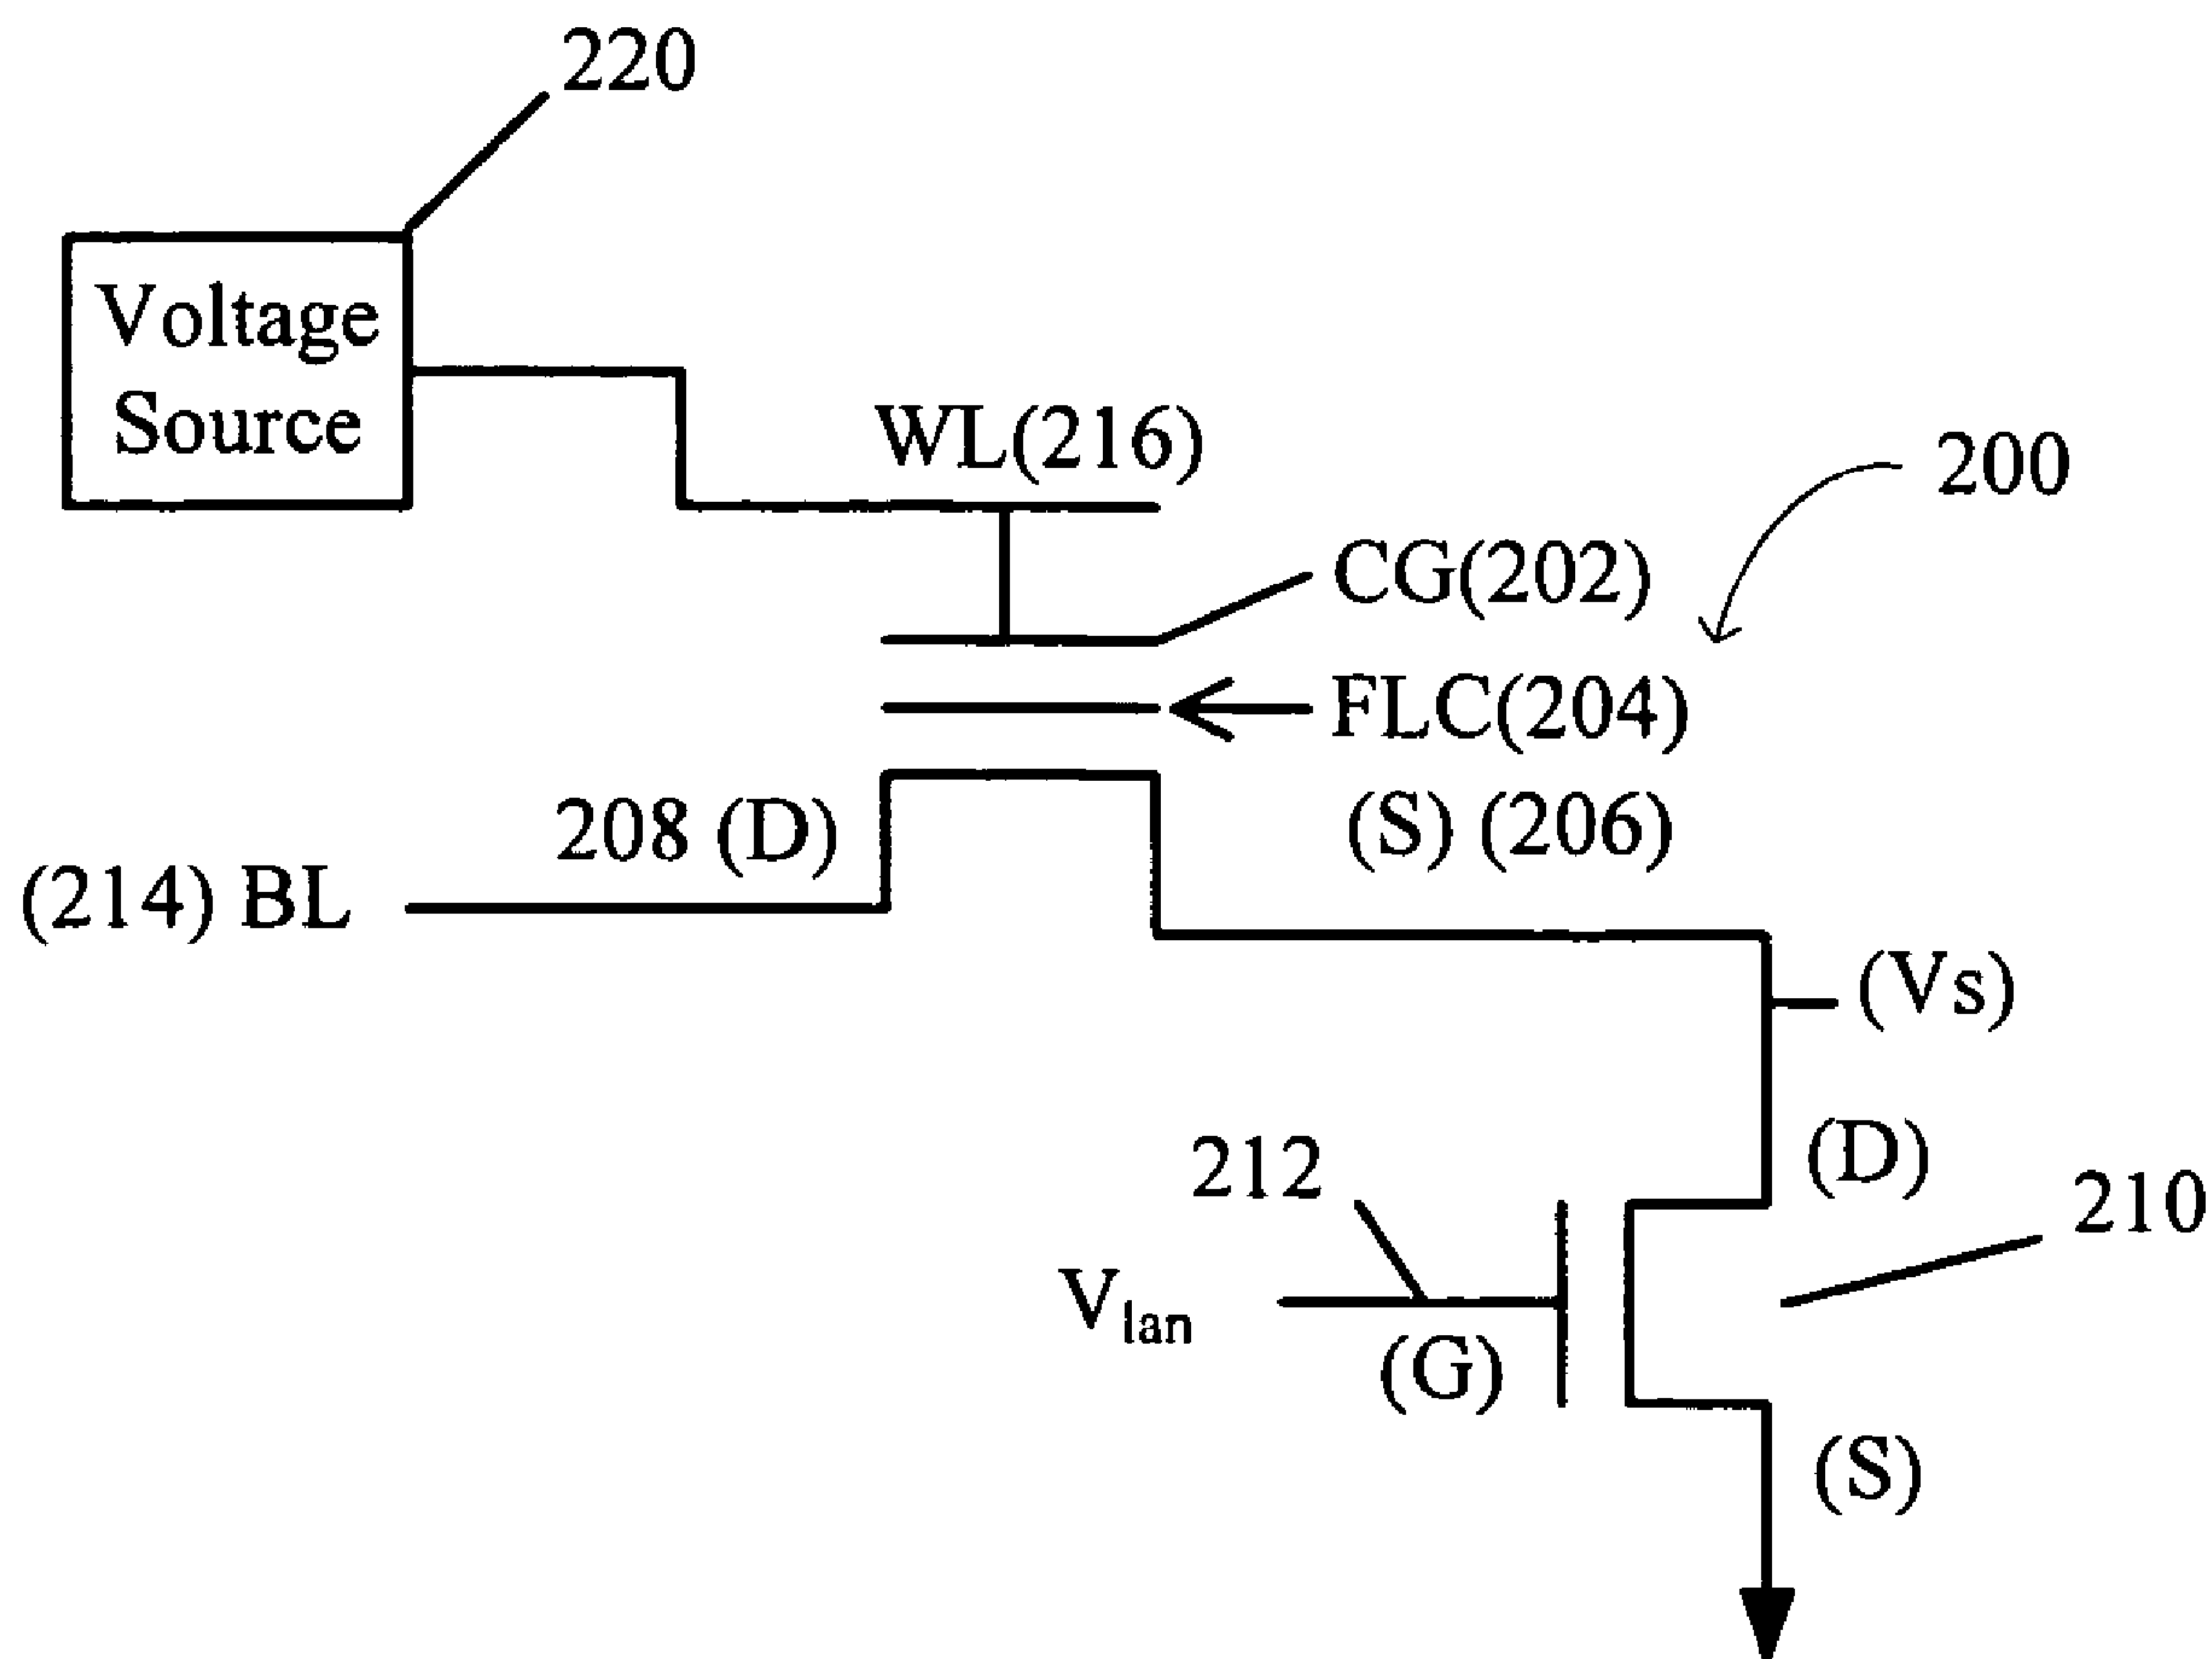 220
Voltage
Source
WL(216)
200
CG(202)
FLC(204)
208 (D)
(S) (206)
(214) BL
(Vs)
(D)
212
210
Vlan
(G)
(S)